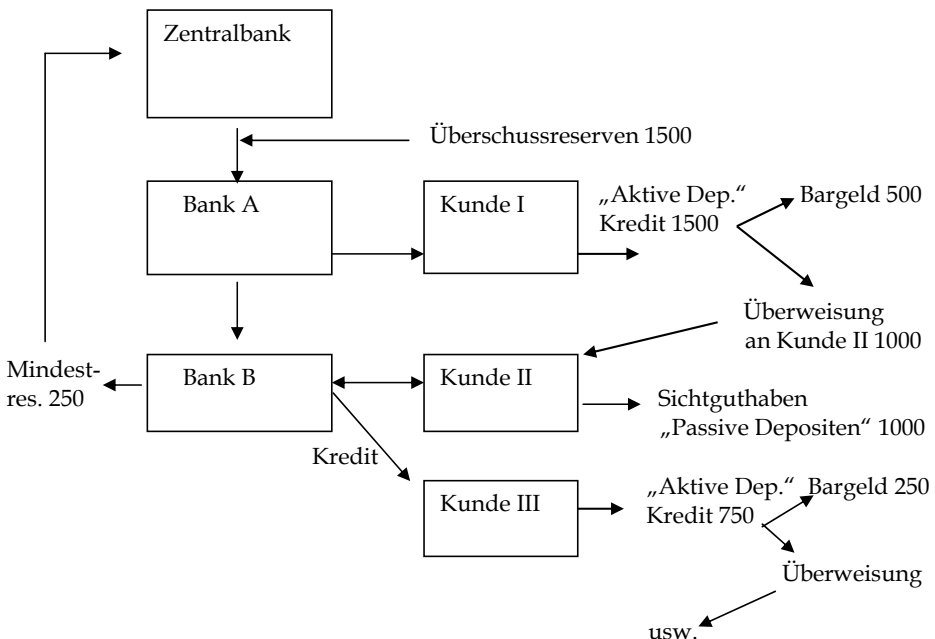 Zentralbank
Überschussreserven 1500
Bank A
Kunde I
„Aktive Dep.“
Kredit 1500
Bargeld 500
Überweisung
an Kunde II 1000
Mindest-
res. 250
Bank B
Kunde II
Sichtguthaben
„Passive Depositen“ 1000
Kredit
Kunde III
„Aktive Dep.“
Kredit 750
Bargeld 250
Überweisung
usw.